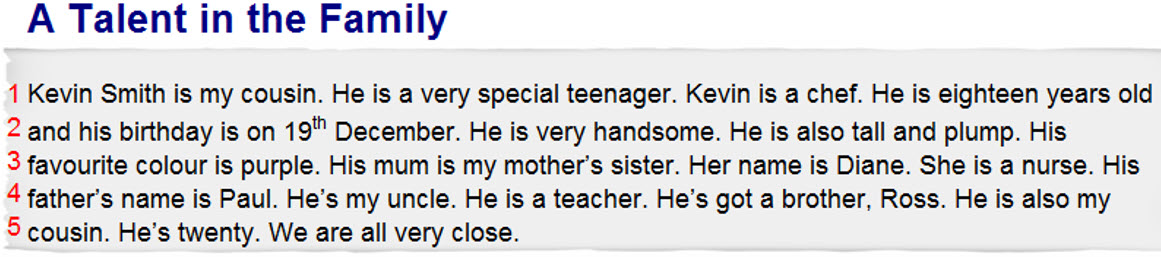 A Talent in the Family
1 Kevin Smith is my cousin. He is a very special teenager. Kevin is a chef. He is eighteen years old
2 and his birthday is on 19th December. He is very handsome. He is also tall and plump. His
3 favourite colour is purple. His mum is my mother’s sister. Her name is Diane. She is a nurse. His
4 father’s name is Paul. He’s my uncle. He is a teacher. He’s got a brother, Ross. He is also my
5 cousin. He’s twenty. We are all very close.